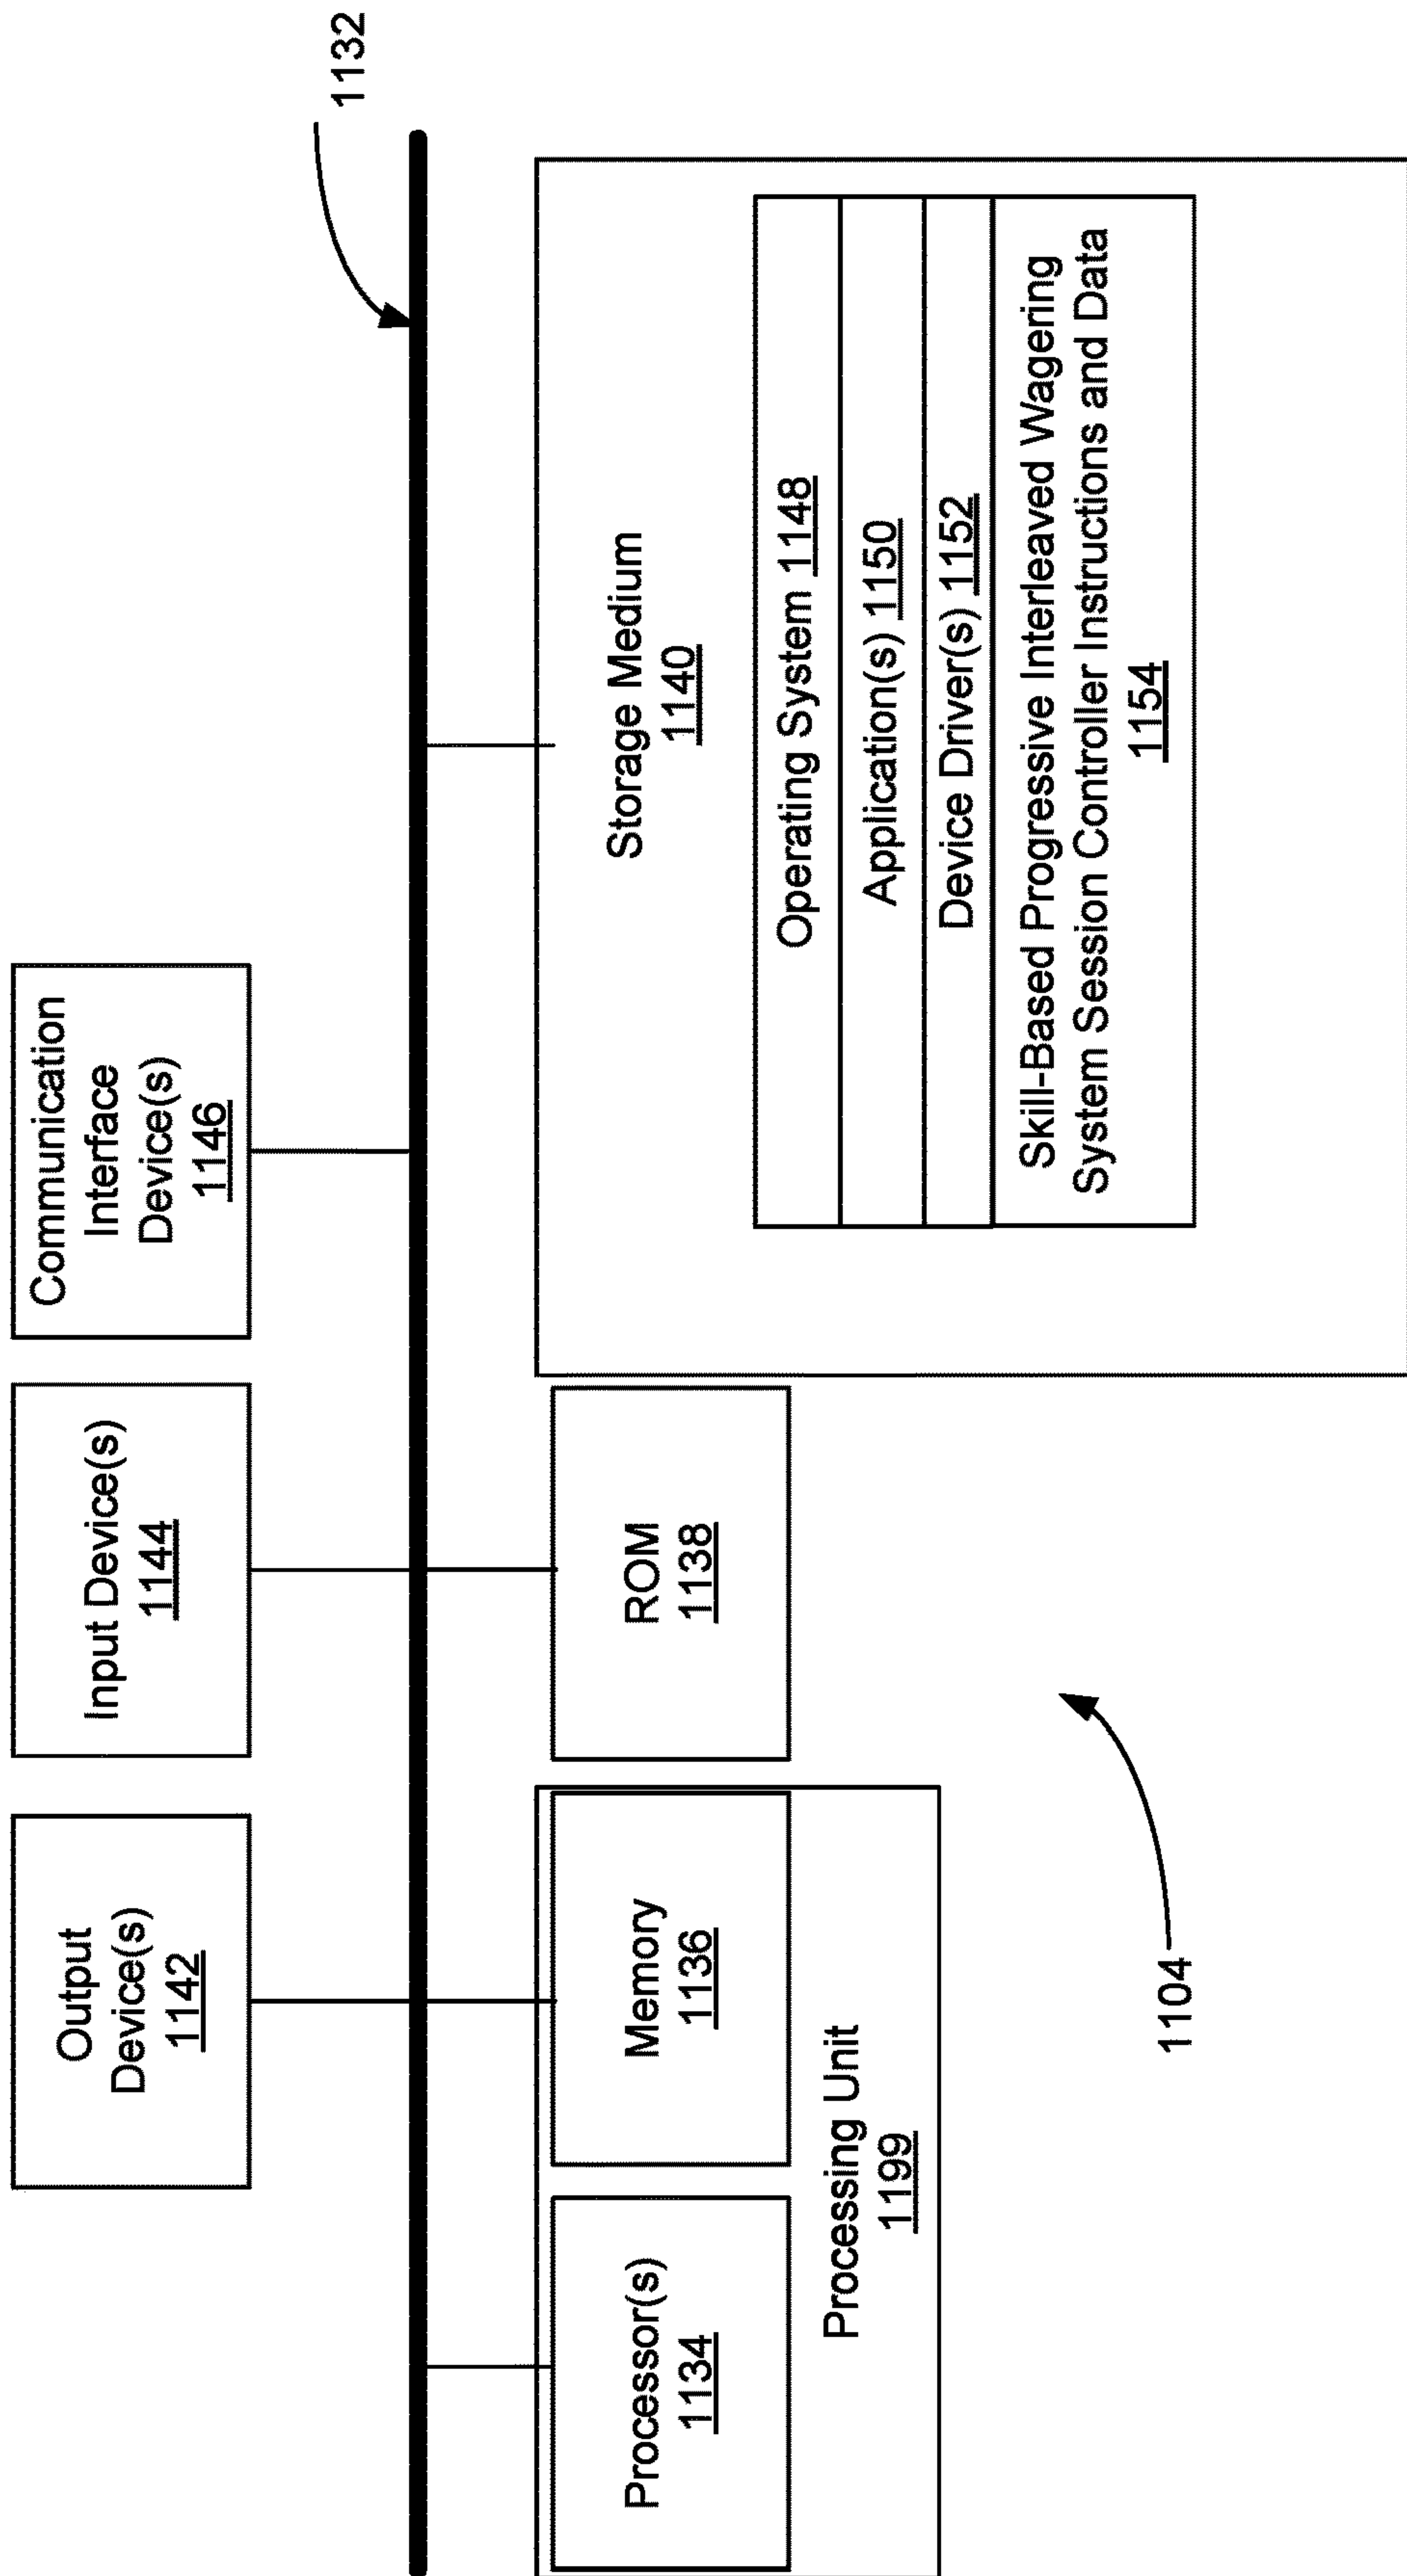 Output
Device(s)
1142
Input Device(s)
1144
Communication
Interface
Device(s)
1146
1132
Processor(s)
1134
Memory
1136
Processing Unit
1199
ROM
1138
Storage Medium
1140
Operating System 1148
Application(s) 1150
Device Driver(s) 1152
Skill-Based Progressive Interleaved Wagering
System Session Controller Instructions and Data
1154
1104